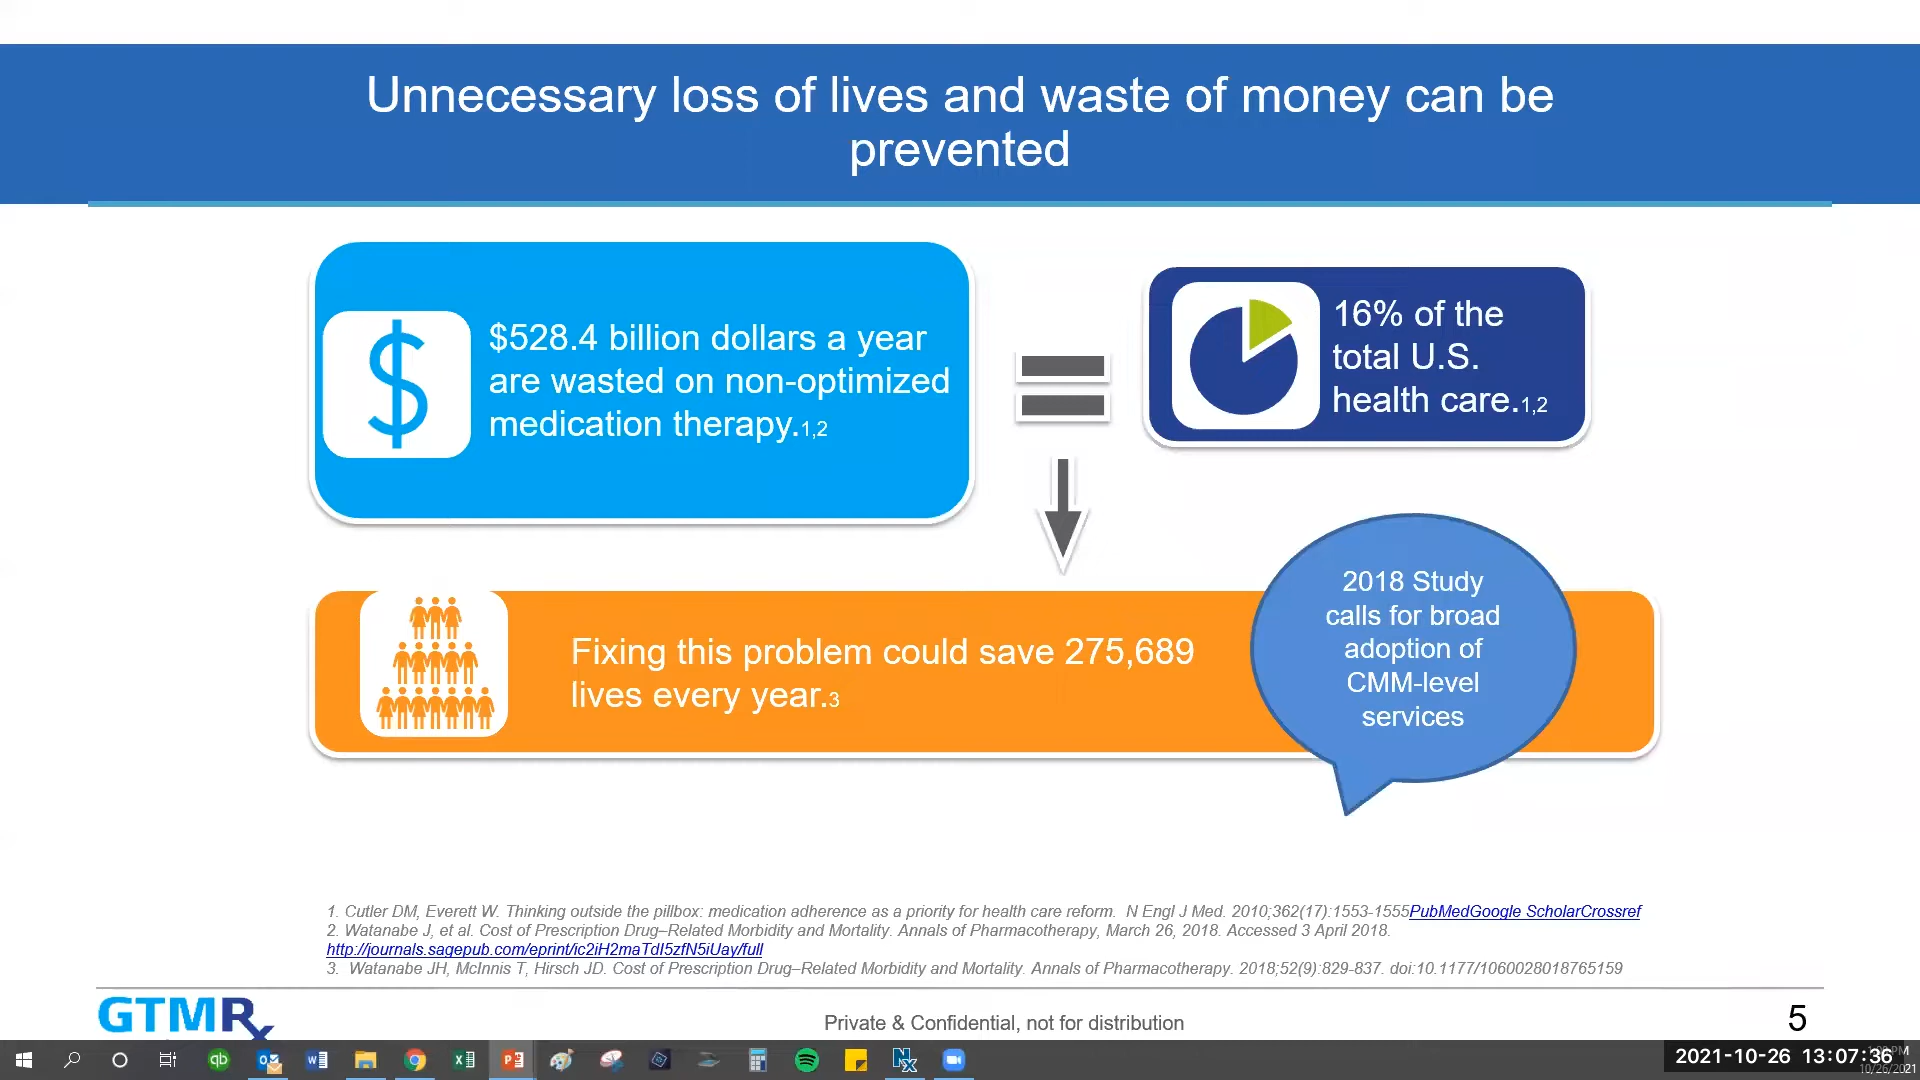 Unnecessary loss of lives and waste of money can be
prevented
$528.4 billion dollars a year
are wasted on non-optimized
medication therapy.1,2
16% of the
total U.S.
health care.1,2
Fixing this problem could save 275,689
lives every year.3
2018 Study
calls for broad
adoption of
CMM-level
services
1. Cutler DM, Everett W. Thinking outside the pillbox: medication adherence as a priority for health care reform. N Engl J Med. 2010;362(17):1553-1555PubMedGoogle ScholarCrossref
2. Watanabe J, et al. Cost of Prescription Drug–Related Morbidity and Mortality. Annals of Pharmacotherapy, March 26, 2018. Accessed 3 April 2018.
http://journals.sagepub.com/eprint/ic2iH2maTdI5zfN5iUay/full
3. Watanabe JH, McInnis T, Hirsch JD. Cost of Prescription Drug–Related Morbidity and Mortality. Annals of Pharmacotherapy. 2018;52(9):829-837. doi:10.1177/1060028018765159
GTMRx
Private & Confidential, not for distribution
5
2021-10-26 13:07:36
10/26/2021